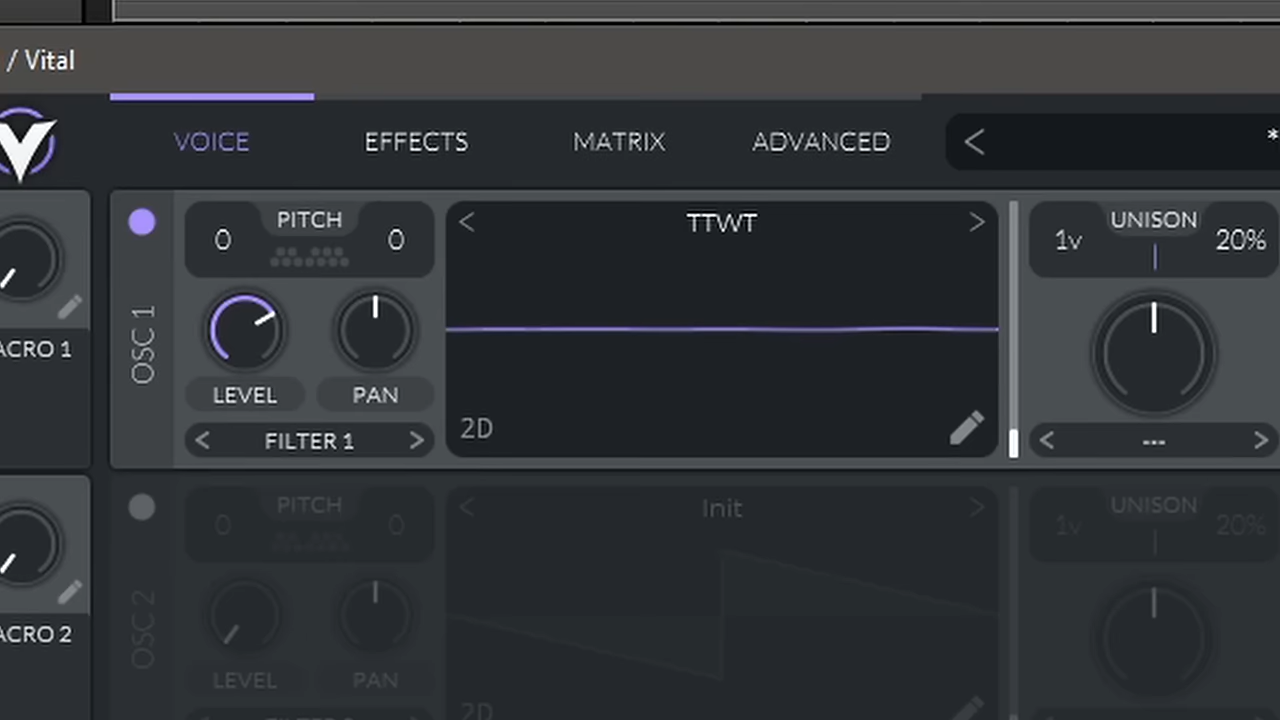 / Vital
VOICE EFFECTS MATRIX ADVANCED < *
OSC 1
0 PITCH 0
LEVEL PAN
< FILTER 1 >
< TTWT >
2D
1v UNISON 20%
< --- >
ACRO 1
OSC 2
0 PITCH 0
LEVEL PAN
< Init >
2D
1v UNISON 20%
ACRO 2